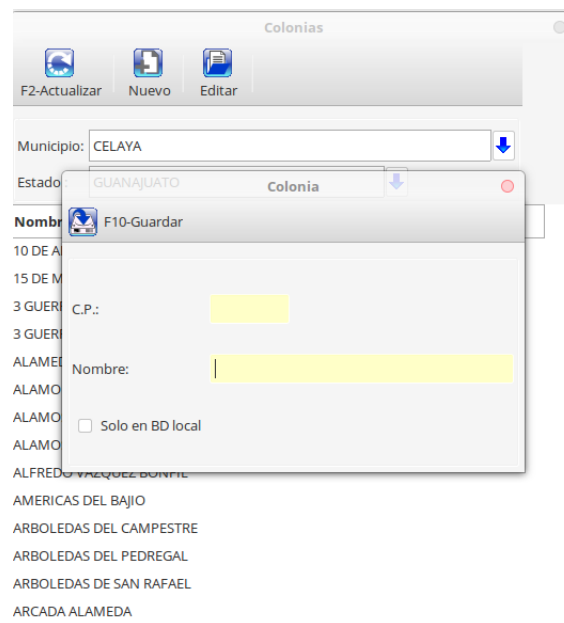 Colonias
F2-Actualizar Nuevo Editar
Municipio: CELAYA
Estado GUANAJUATO
Colonia
Nombr
F10-Guardar
10 DE A
15 DE M
3 GUER
C.P.:
3 GUER
ALAMED
Nombre:
ALAMO
ALAMO
Solo en BD local
ALAMO
ALFREDO VAZQUEZ BONFIL
AMERICAS DEL BAJIO
ARBOLEDAS DEL CAMPESTRE
ARBOLEDAS DEL PEDREGAL
ARBOLEDAS DE SAN RAFAEL
ARCADA ALAMEDA